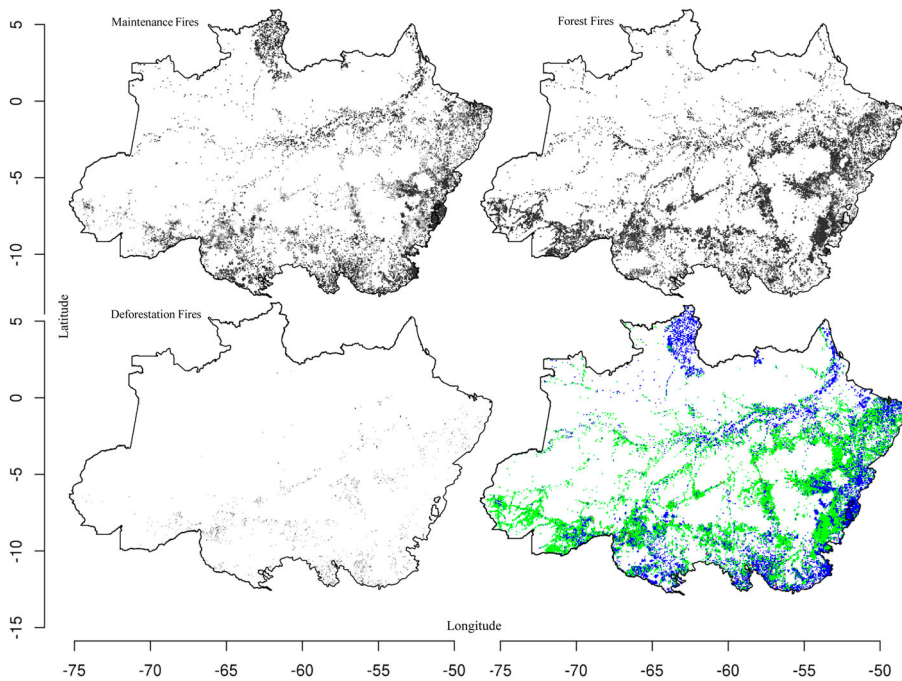 Maintenance Fires
Forest Fires
5
0
-5
-10
Latitude
Deforestation Fires
5
0
-5
-10
-15
Longitude
-75 -70 -65 -60 -55 -50 -75 -70 -65 -60 -55 -50